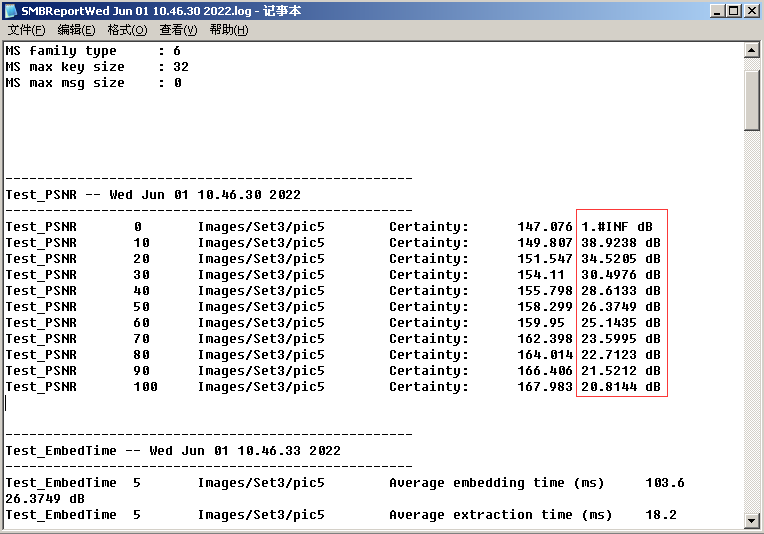 SMBReportWed Jun 01 10.46.30 2022.log - 记事本
文件(F) 编辑(E) 格式(O) 查看(V) 帮助(H)
MS family type : 6
MS max key size : 32
MS max msg size : 0
---------------------------------------------------
Test_PSNR -- Wed Jun 01 10.46.30 2022
---------------------------------------------------
Test_PSNR 0 Images/Set3/pic5 Certainty: 147.076 1.#INF dB
Test_PSNR 10 Images/Set3/pic5 Certainty: 149.807 38.9238 dB
Test_PSNR 20 Images/Set3/pic5 Certainty: 151.547 34.5205 dB
Test_PSNR 30 Images/Set3/pic5 Certainty: 154.11 30.4976 dB
Test_PSNR 40 Images/Set3/pic5 Certainty: 155.798 28.6133 dB
Test_PSNR 50 Images/Set3/pic5 Certainty: 158.299 26.3749 dB
Test_PSNR 60 Images/Set3/pic5 Certainty: 159.95 25.1435 dB
Test_PSNR 70 Images/Set3/pic5 Certainty: 162.398 23.5995 dB
Test_PSNR 80 Images/Set3/pic5 Certainty: 164.014 22.7123 dB
Test_PSNR 90 Images/Set3/pic5 Certainty: 166.406 21.5212 dB
Test_PSNR 100 Images/Set3/pic5 Certainty: 167.983 20.8144 dB
---------------------------------------------------
Test_EmbedTime -- Wed Jun 01 10.46.33 2022
---------------------------------------------------
Test_EmbedTime 5 Images/Set3/pic5 Average embedding time (ms) 103.6
26.3749 dB
Test_EmbedTime 5 Images/Set3/pic5 Average extraction time (ms) 18.2